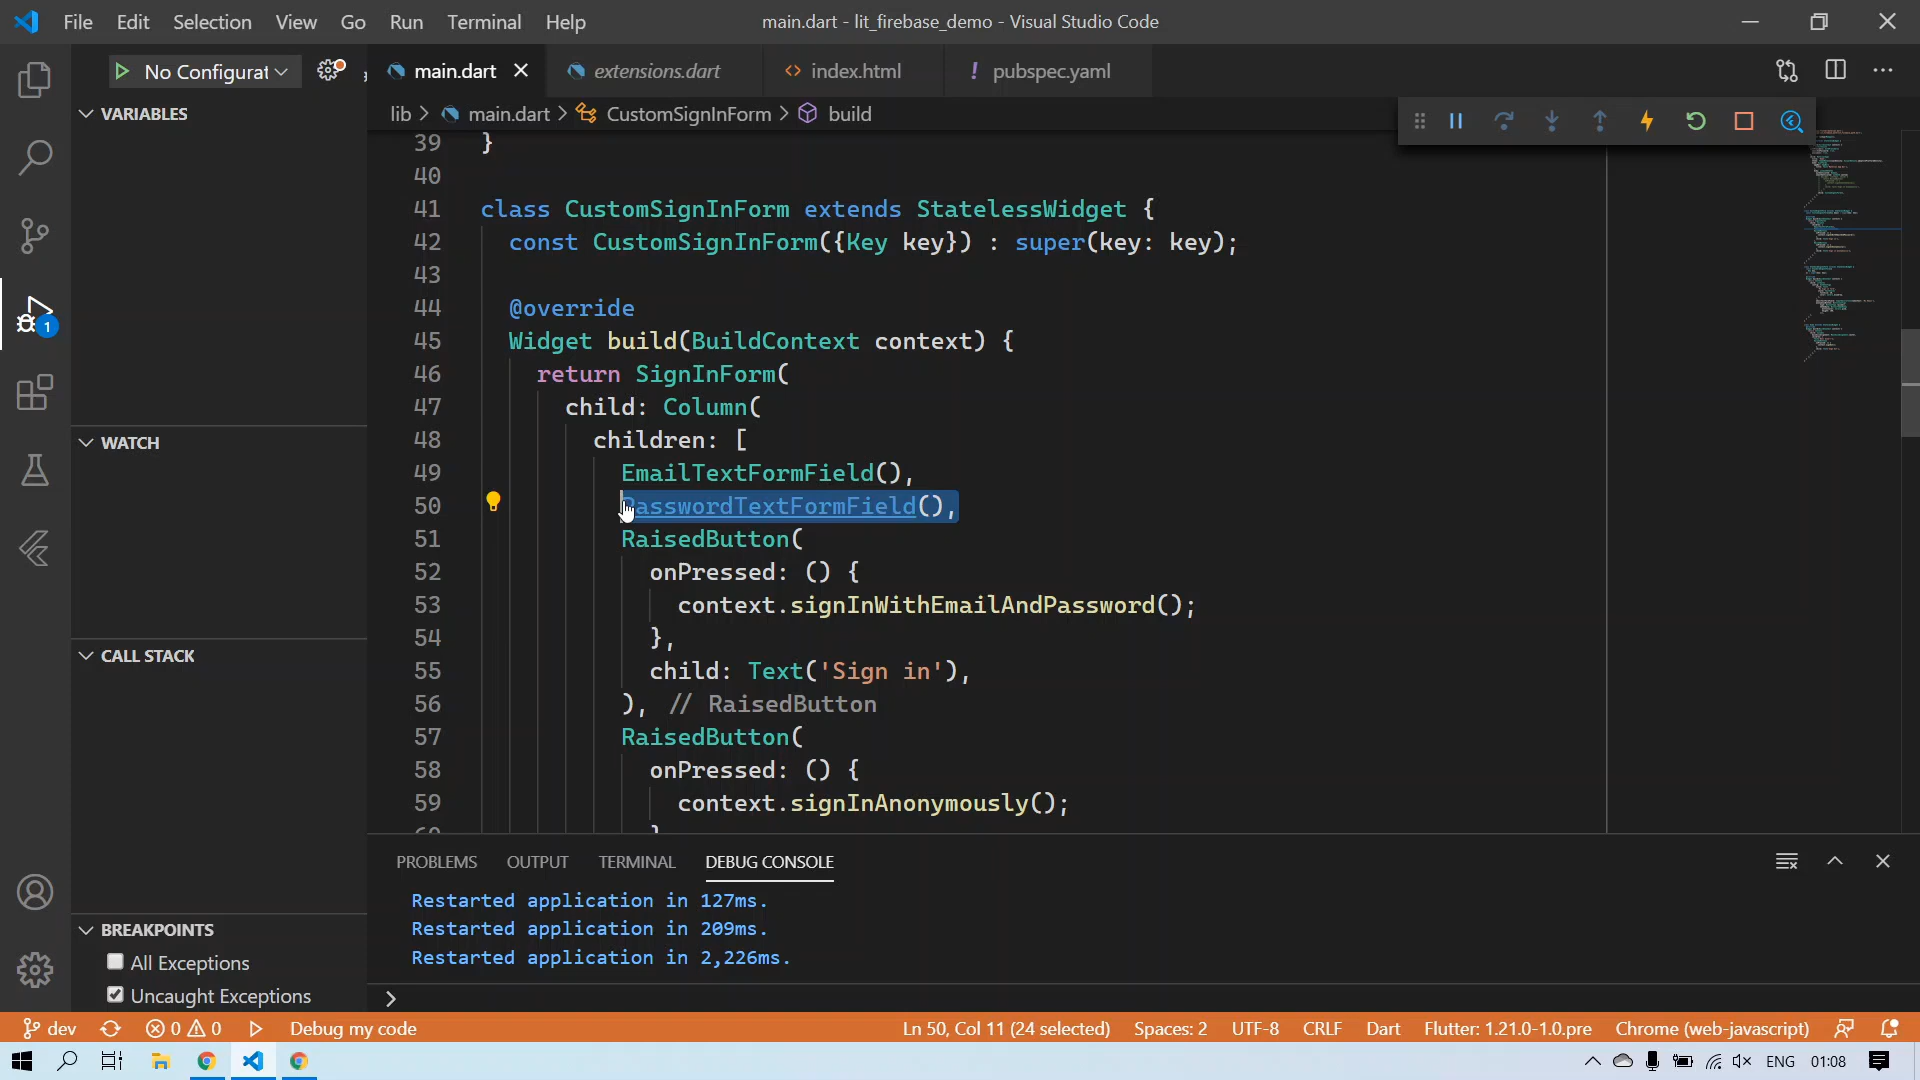 File Edit Selection View Go Run Terminal Help
main.dart - lit_firebase_demo - Visual Studio Code
No Configurat
main.dart
extensions.dart
index.html
pubspec.yaml
lib > main.dart > CustomSignInForm > build
VARIABLES
WATCH
CALL STACK
BREAKPOINTS
All Exceptions
Uncaught Exceptions
1
39 }
40
41 class CustomSignInForm extends StatelessWidget {
42 const CustomSignInForm({Key key}) : super(key: key);
43
44 @override
45 Widget build(BuildContext context) {
46 return SignInForm(
47 child: Column(
48 children: [
49 EmailTextFormField(),
50 PasswordTextFormField(),
51 RaisedButton(
52 onPressed: () {
53 context.signInWithEmailAndPassword();
54 },
55 child: Text('Sign in'),
56 ), // RaisedButton
57 RaisedButton(
58 onPressed: () {
59 context.signInAnonymously();
PROBLEMS OUTPUT TERMINAL DEBUG CONSOLE
Restarted application in 127ms.
Restarted application in 209ms.
Restarted application in 2,226ms.
>
dev 0 0 Debug my code
Ln 50, Col 11 (24 selected) Spaces: 2 UTF-8 CRLF Dart Flutter: 1.21.0-1.0.pre Chrome (web-javascript)
ENG 01:08